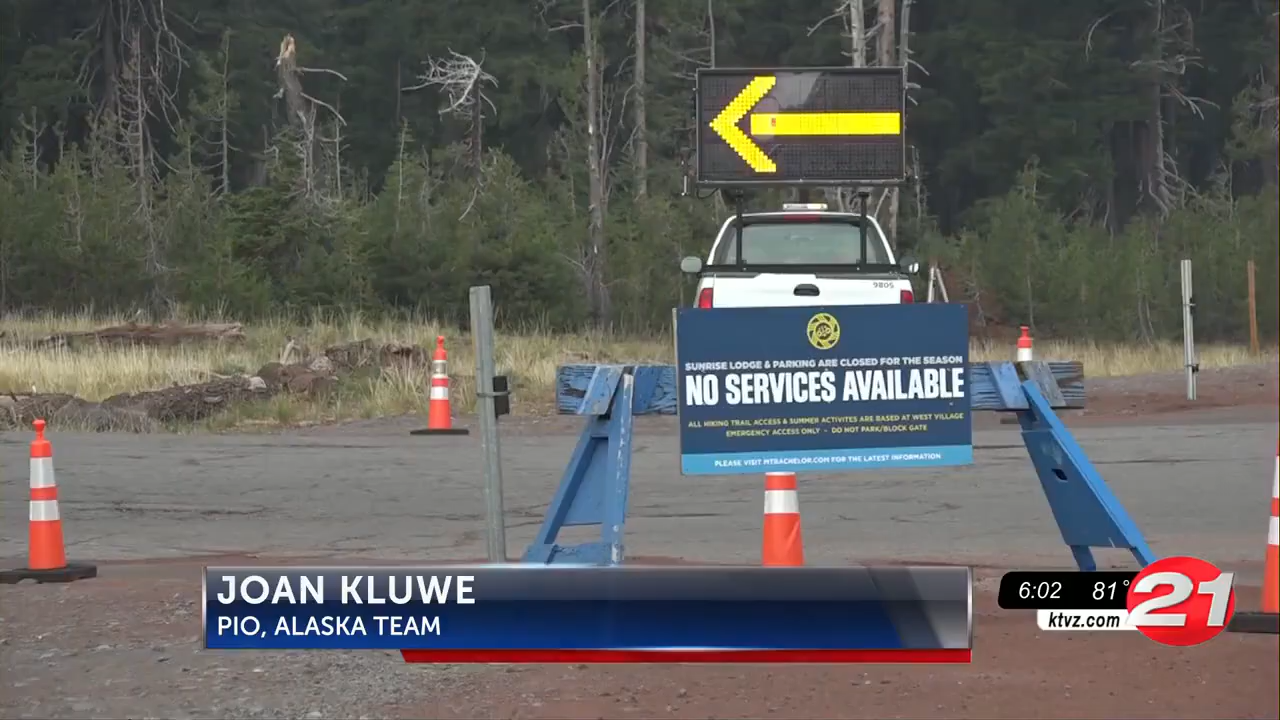 9805
SUNRISE LODGE & PARKING ARE CLOSED FOR THE SEASON
NO SERVICES AVAILABLE
ALL HIKING TRAIL ACCESS & SUMMER ACTIVITES ARE BASED AT WEST VILLAGE
EMERGENCY ACCESS ONLY - DO NOT PARK/BLOCK GATE
PLEASE VISIT MTBACHELOR.COM FOR THE LATEST INFORMATION
JOAN KLUWE
PIO, ALASKA TEAM
6:02 81°
ktvz.com
21